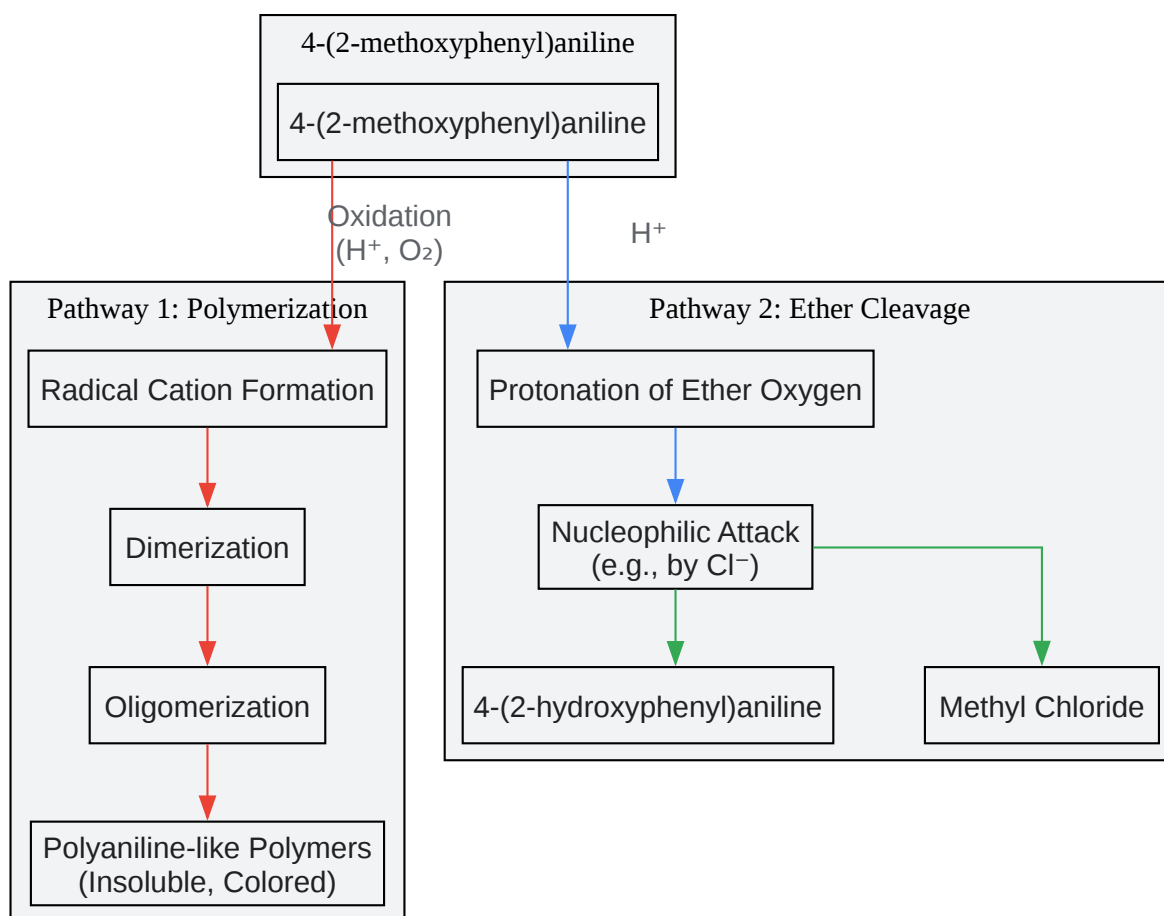 4-(2-methoxyphenyl)aniline
4-(2-methoxyphenyl)aniline
Oxidation
(H⁺, O₂)
H⁺
Pathway 1: Polymerization
Radical Cation Formation
Dimerization
Oligomerization
Polyaniline-like Polymers
(Insoluble, Colored)
Pathway 2: Ether Cleavage
Protonation of Ether Oxygen
Nucleophilic Attack
(e.g., by Cl⁻)
4-(2-hydroxyphenyl)aniline
Methyl Chloride